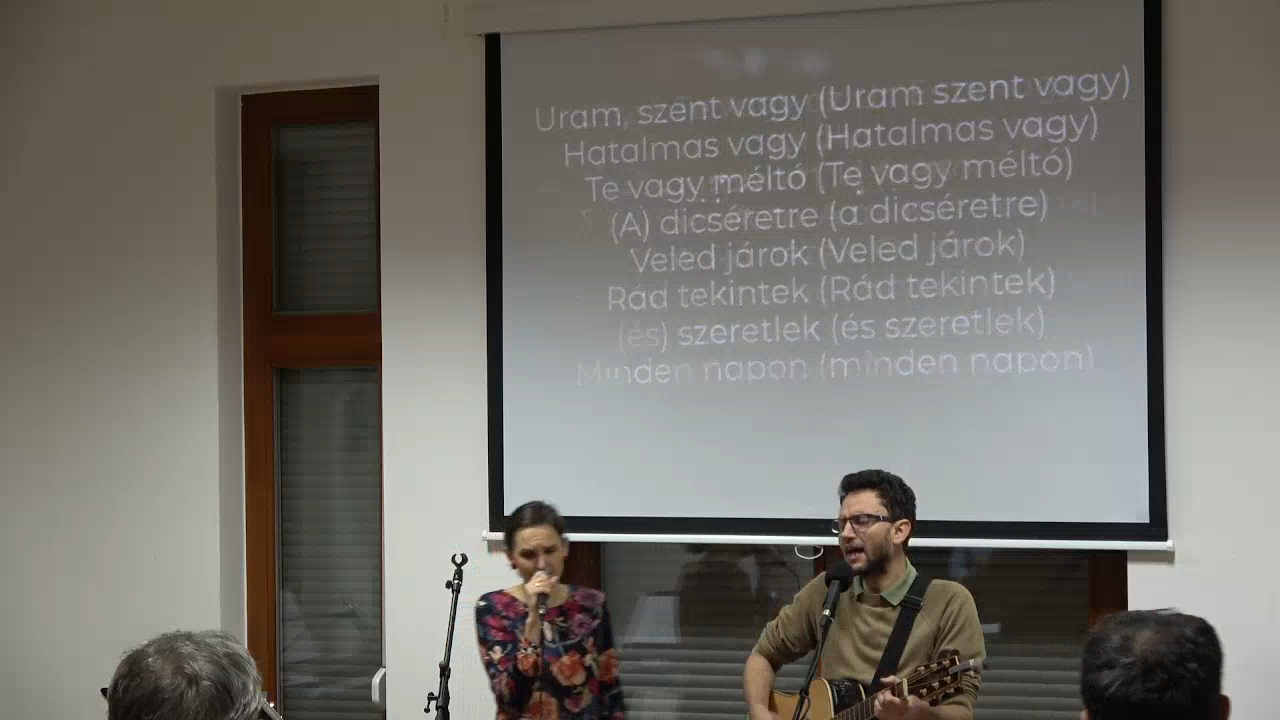 Uram, szent vagy (Uram szent vagy)
Hatalmas vagy (Hatalmas vagy)
Te vagy méltó (Te vagy méltó)
(A) dicséretre (a dicséretre)
Veled járok (Veled járok)
Rád tekintek (Rád tekintek)
(és) szeretlek (és szeretlek)
Minden napon (minden napon)